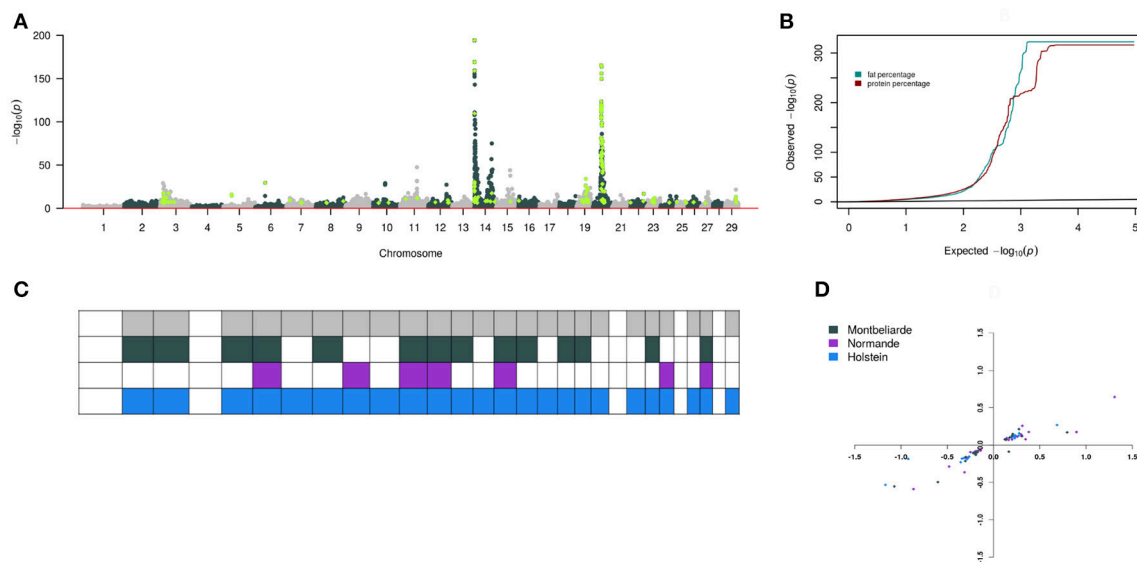 A
200
150
100
50
0
−log10(p)
1 2 3 4 5 6 7 8 9 10 11 12 13 14 15 16 17 19 21 23 25 27 29
Chromosome
B
300
200
100
50
0
Observed −log10(p)
fat percentage
protein percentage
0 1 2 3 4 5
Expected −log10(p)
C
D
Montbeliarde
Normande
Holstein
1.5
1.0
0.5
0.0
-0.5
-1.0
-1.5
-1.5 -1.0 -0.5 0.0 0.5 1.0 1.5